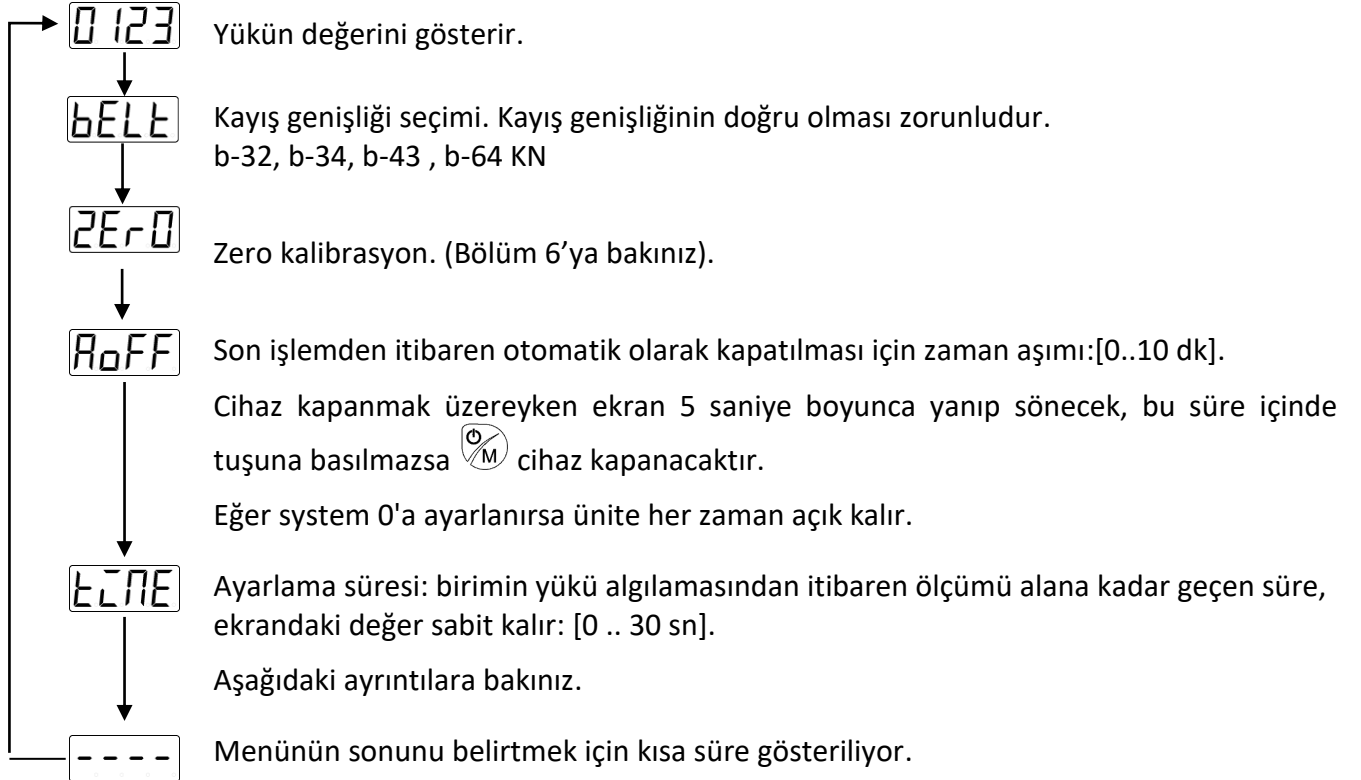 0123 Yükün değerini gösterir.
bELt Kayış genişliği seçimi. Kayış genişliğinin doğru olması zorunludur.
b-32, b-34, b-43 , b-64 KN
2Er0 Zero kalibrasyon. (Bölüm 6’ya bakınız).
AoFF Son işlemden itibaren otomatik olarak kapatılması için zaman aşımı:[0..10 dk].
Cihaz kapanmak üzereyken ekran 5 saniye boyunca yanıp sönecek, bu süre içinde
tuşuna basılmazsa M cihaz kapanacaktır.
Eğer system 0'a ayarlanırsa ünite her zaman açık kalır.
tiME Ayarlama süresi: birimin yükü algılamasından itibaren ölçümü alana kadar geçen süre,
ekrandaki değer sabit kalır: [0 .. 30 sn].
Aşağıdaki ayrıntılara bakınız.
---- Menünün sonunu belirtmek için kısa süre gösteriliyor.